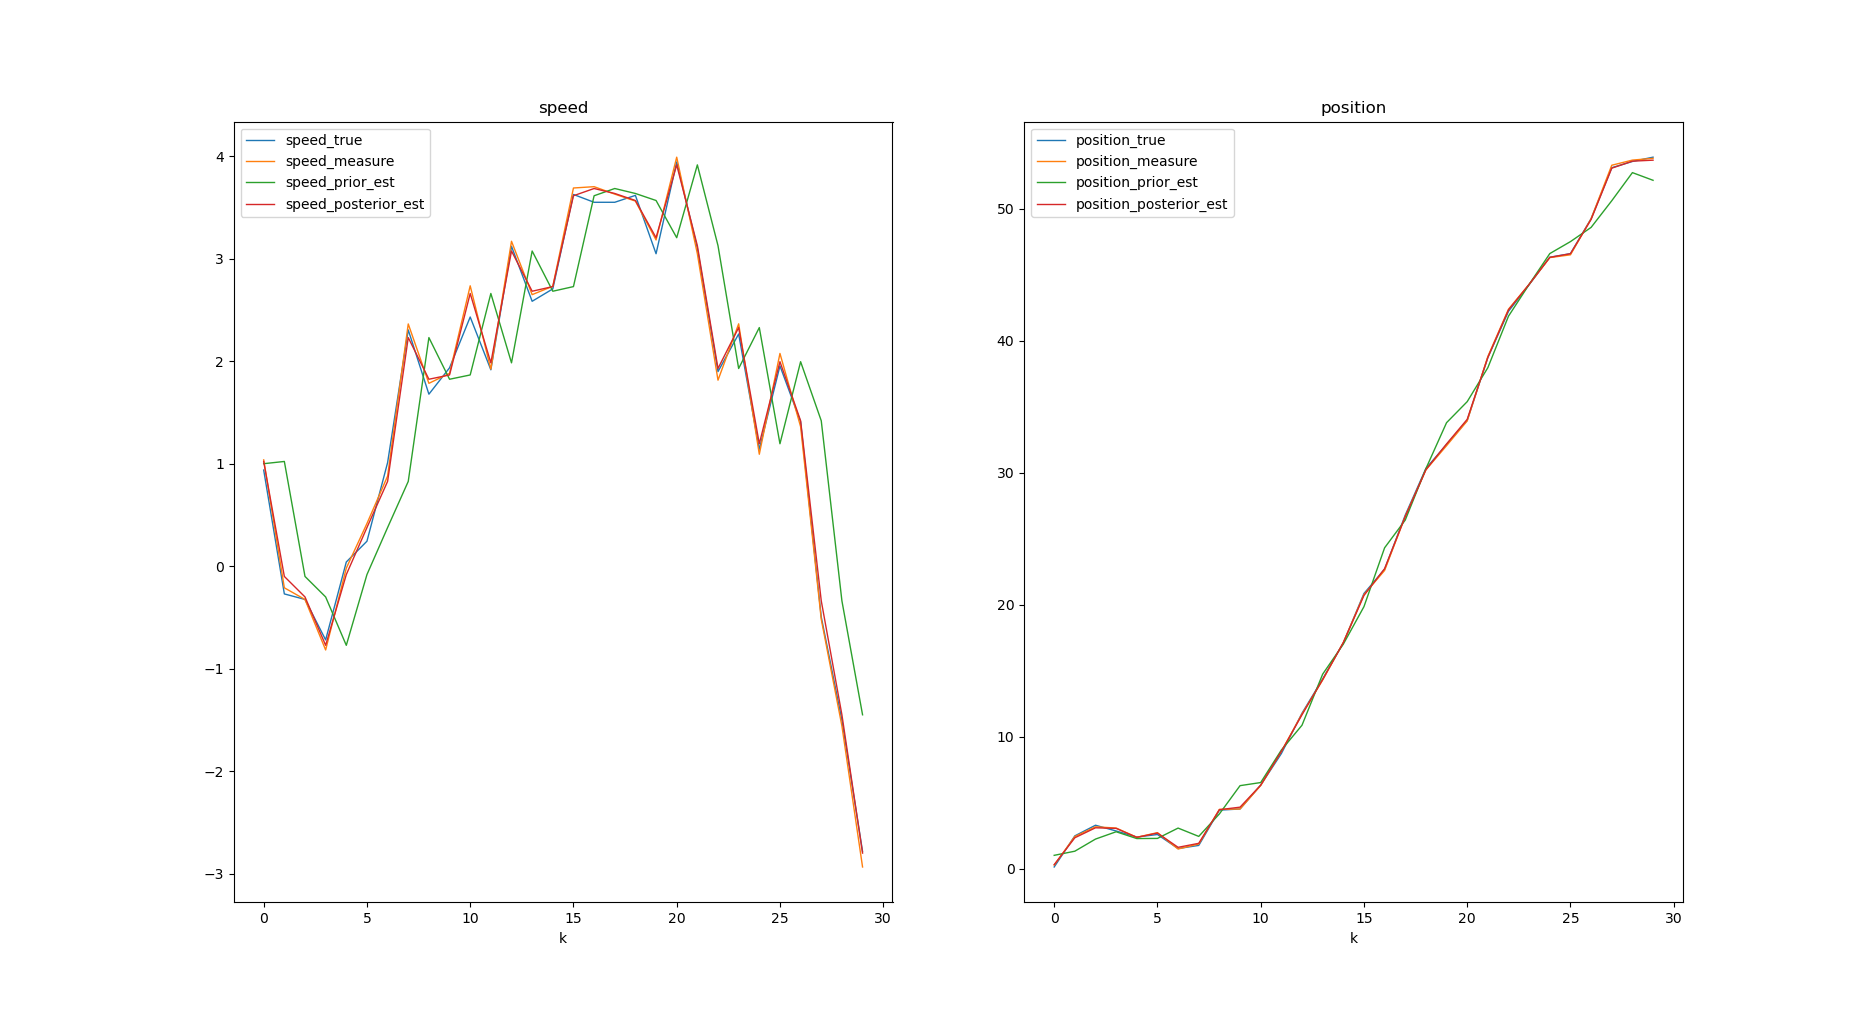 speed
speed_true
speed_measure
speed_prior_est
speed_posterior_est
4
3
2
1
0
−1
−2
−3
0 5 10 15 20 25 30
k
position
position_true
position_measure
position_prior_est
position_posterior_est
50
40
30
20
10
0
0 5 10 15 20 25 30
k